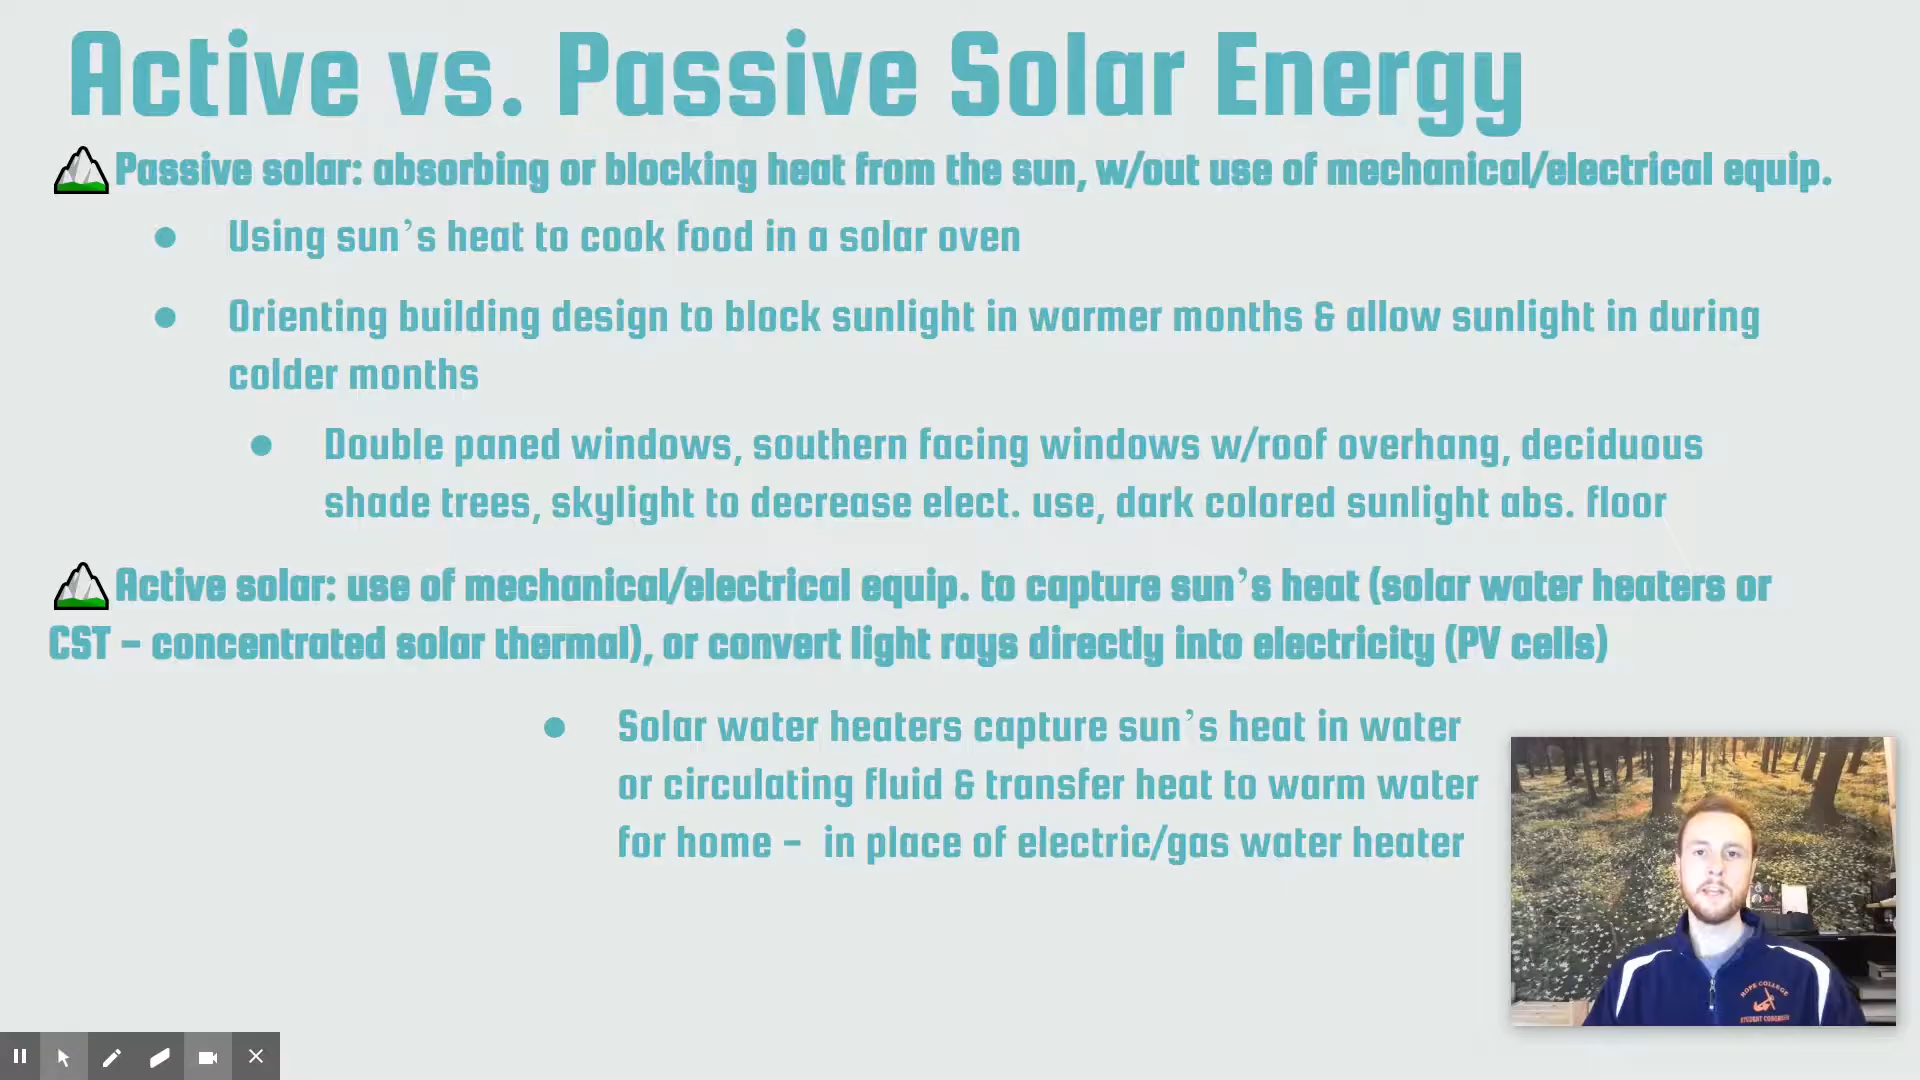 Active vs. Passive Solar Energy
Passive solar: absorbing or blocking heat from the sun, w/out use of mechanical/electrical equip.
Using sun’s heat to cook food in a solar oven
Orienting building design to block sunlight in warmer months & allow sunlight in during
colder months
Double paned windows, southern facing windows w/roof overhang, deciduous
shade trees, skylight to decrease elect. use, dark colored sunlight abs. floor
Active solar: use of mechanical/electrical equip. to capture sun’s heat (solar water heaters or
CST – concentrated solar thermal), or convert light rays directly into electricity (PV cells)
Solar water heaters capture sun’s heat in water
or circulating fluid & transfer heat to warm water
for home – in place of electric/gas water heater
HOPE COLLEGE
STUDENT CONGRESS